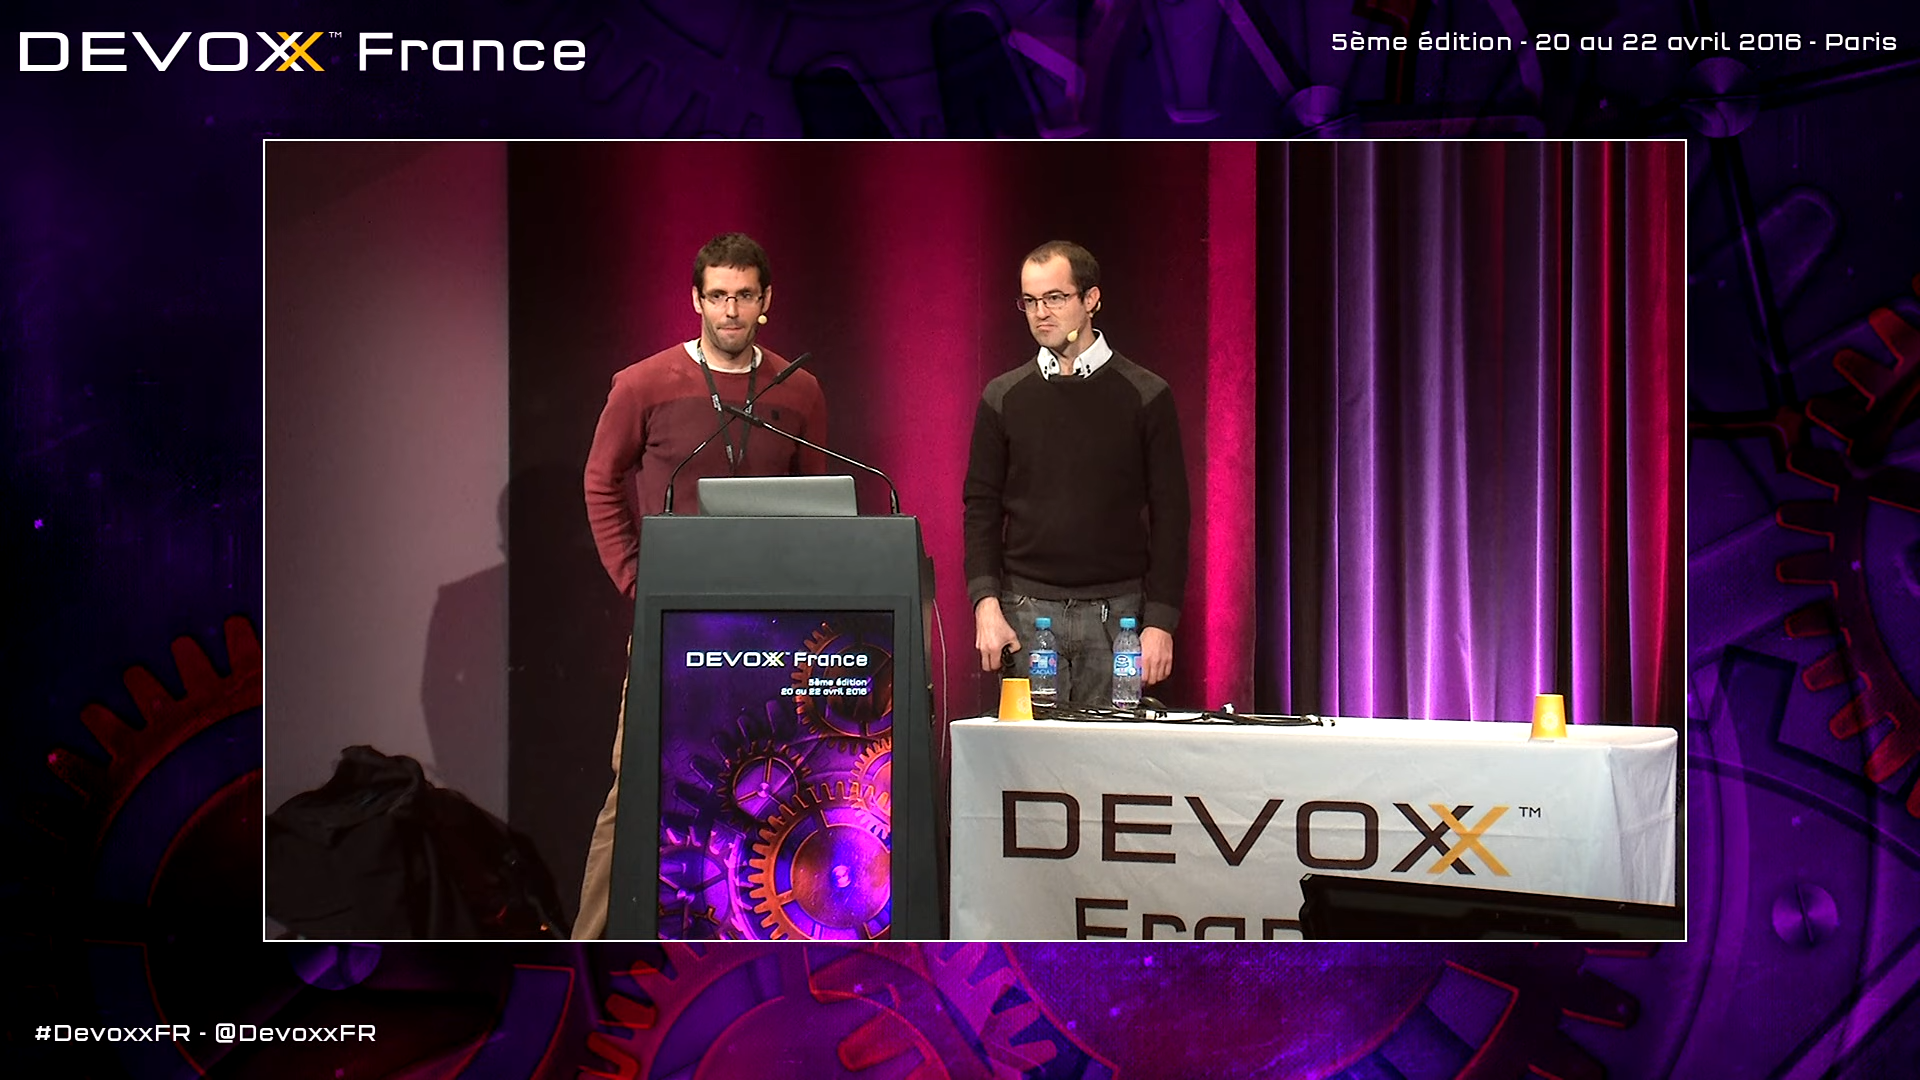 DEVOXX™ France
5ème édition - 20 au 22 avril 2016 - Paris
DEVOXX™ France
5ème édition
20 au 22 avril 2016
DEVOXX™
#DevoxxFR - @DevoxxFR